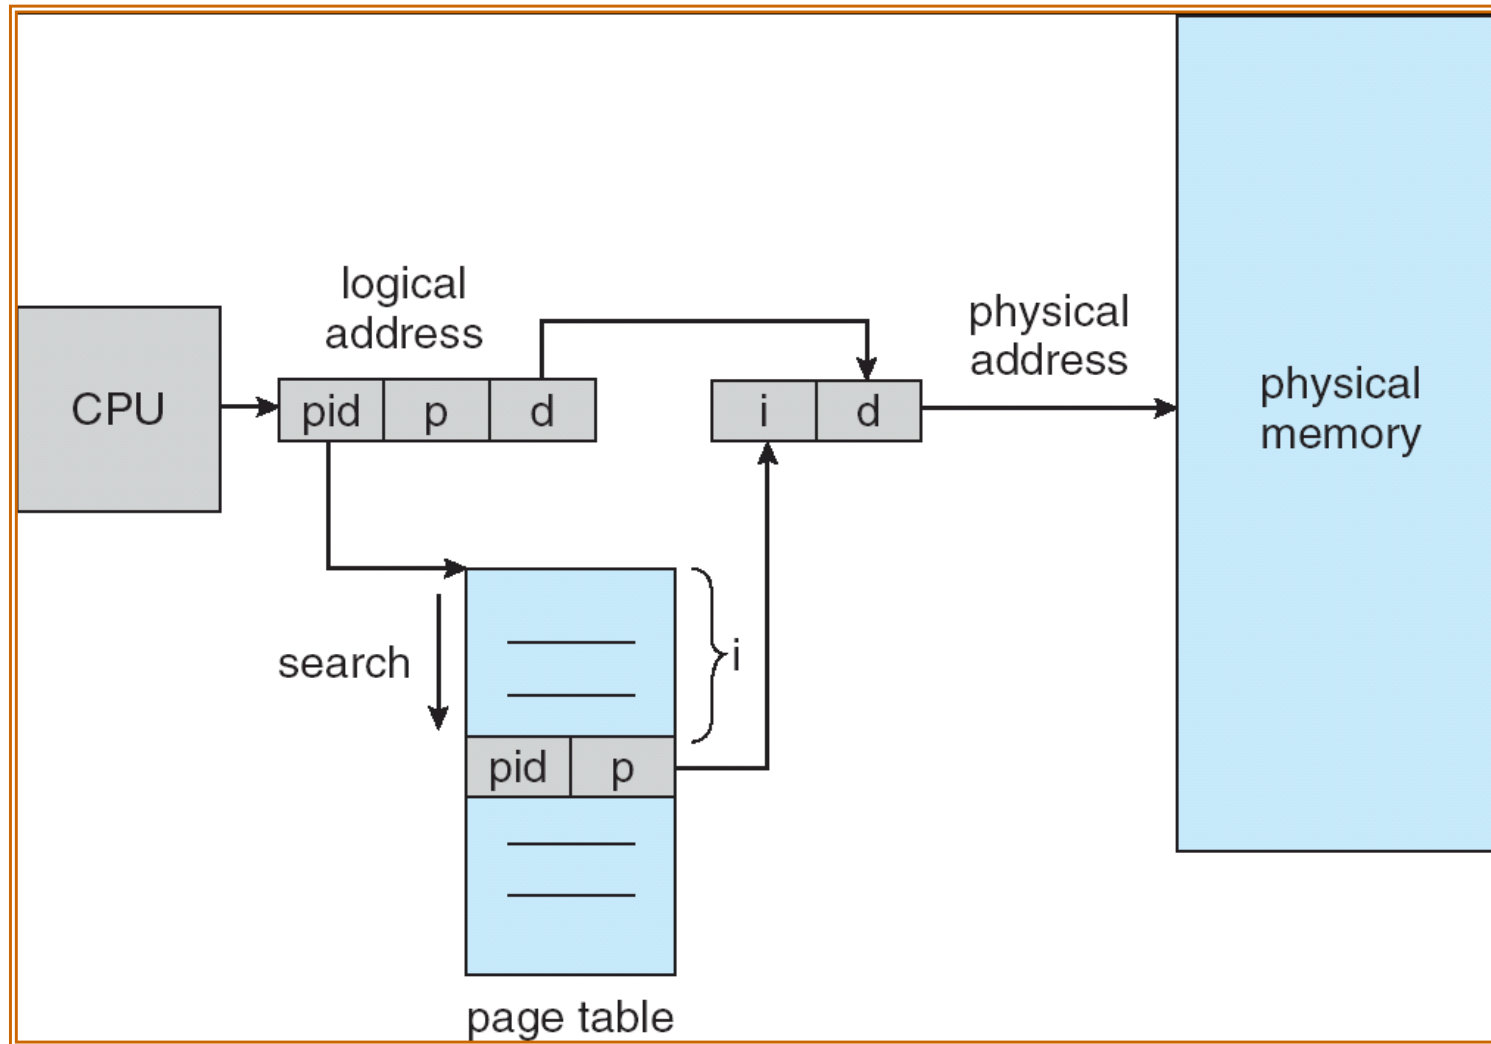 logical
address
physical
address
CPU
pid p d
i d
physical
memory
search
i
pid p
page table